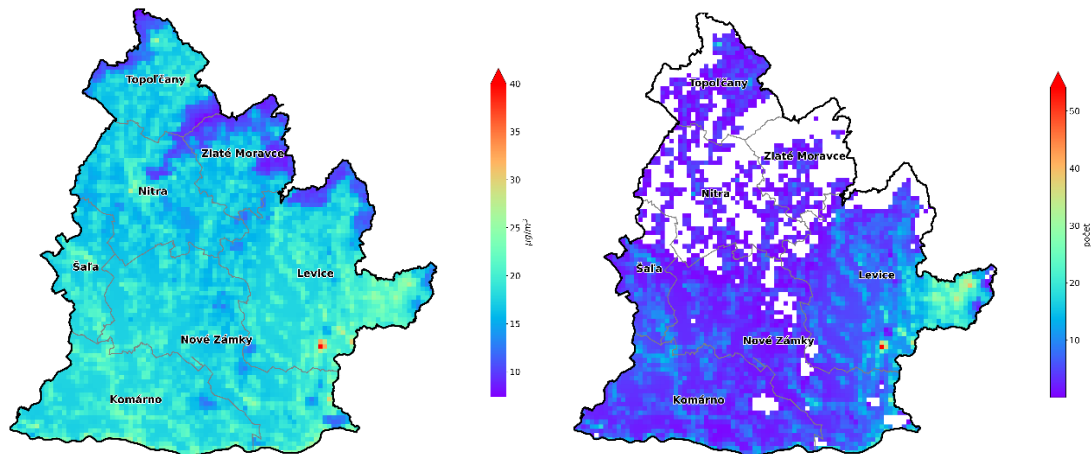 Topoľčany
Zlaté Moravce
Nitra
Šaľa
Levice
Nové Zámky
Komárno
40
35
30
25
20
15
10
µg/m³
Topoľčany
Zlaté Moravce
Nitra
Šaľa
Levice
Nové Zámky
Komárno
50
40
30
20
10
počet